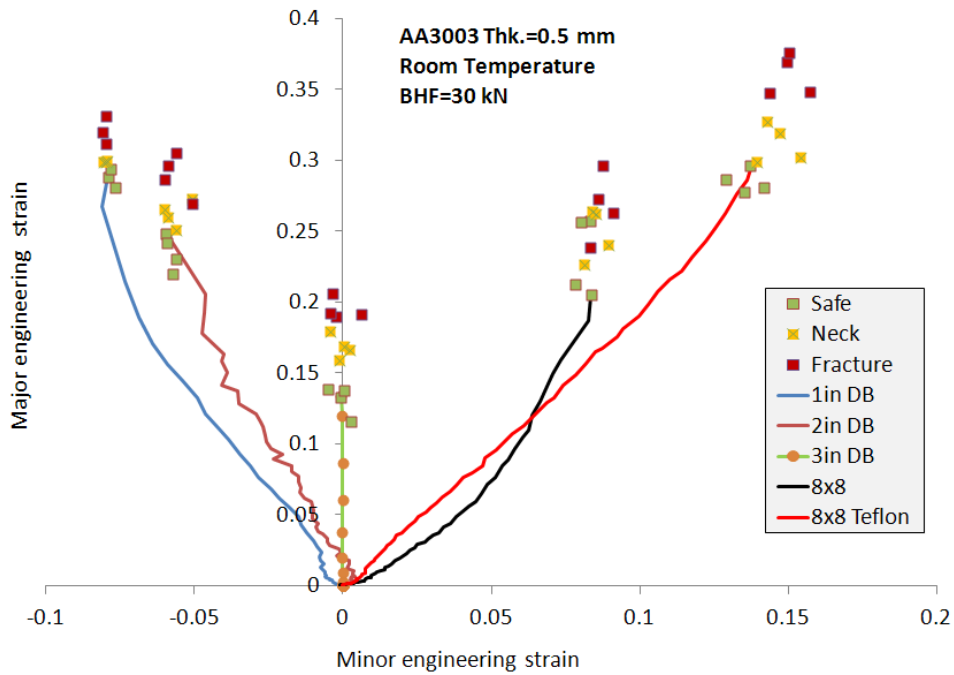 AA3003 Thk.=0.5 mm
Room Temperature
BHF=30 kN
Major engineering strain
0.4
0.35
0.3
0.25
0.2
0.15
0.1
0.05
0
-0.1
-0.05
0
0.05
0.1
0.15
0.2
Minor engineering strain
Safe
Neck
Fracture
1in DB
2in DB
3in DB
8x8
8x8 Teflon